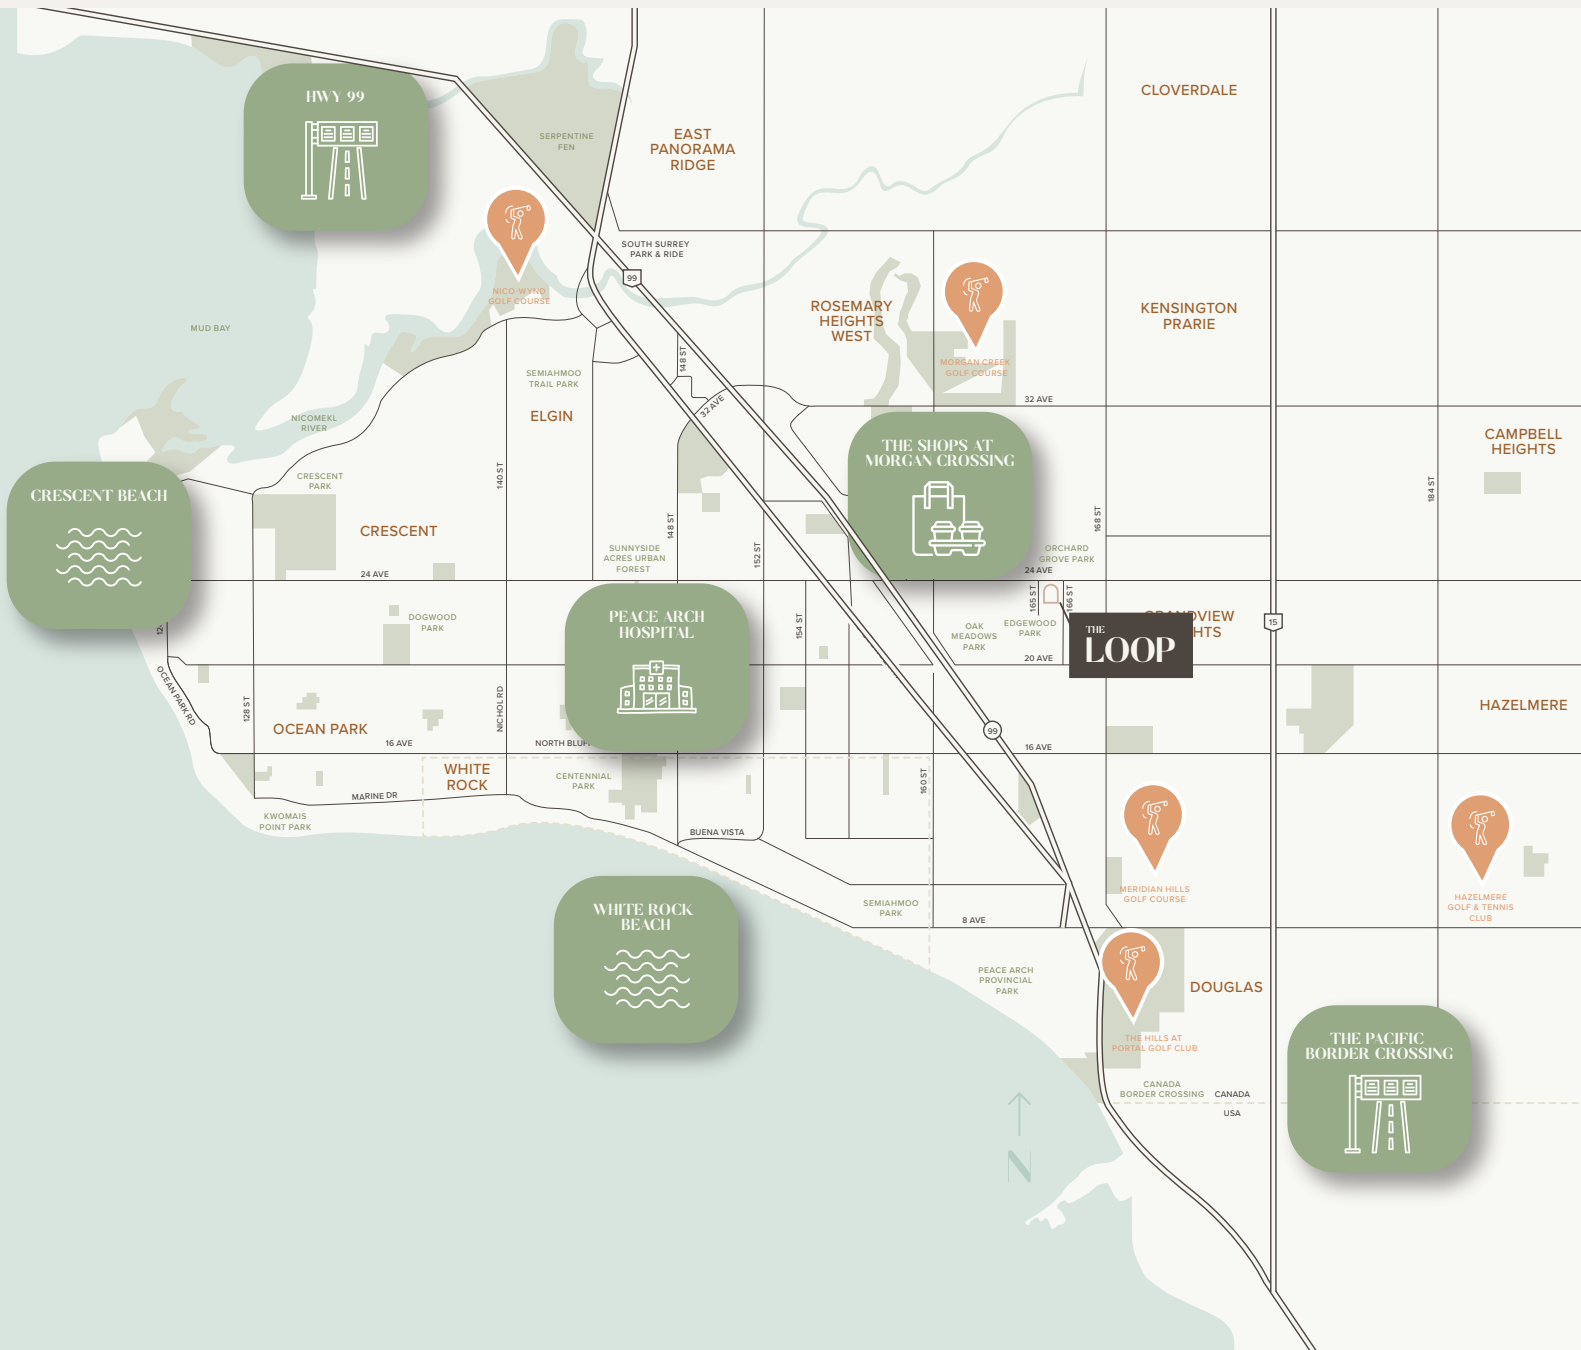 CLOVERDALE
HWY 99
SERPENTINE
FEN
EAST
PANORAMA
RIDGE
SOUTH SURREY
PARK & RIDE
99
NICO-WYND
GOLF COURSE
ROSEMARY
HEIGHTS
WEST
KENSINGTON
PRARIE
MUD BAY
MORGAN CREEK
GOLF COURSE
148 ST
SEMIAHMOO
TRAIL PARK
ELGIN
32 AVE
32 AVE
NICOMEKL
RIVER
CAMPBELL
HEIGHTS
THE SHOPS AT
MORGAN CROSSING
CRESCENT
PARK
140 ST
184 ST
CRESCENT BEACH
CRESCENT
148 ST
168 ST
152 ST
SUNNYSIDE
ACRES URBAN
FOREST
ORCHARD
GROVE PARK
24 AVE
24 AVE
165 ST
166 ST
DOGWOOD
PARK
PEACE ARCH
HOSPITAL
154 ST
OAK
MEADOWS
PARK
EDGEWOOD
PARK
15
THE
LOOP
20 AVE
OCEAN PARK RD
128 ST
NICHOL RD
HAZELMERE
OCEAN PARK
99
16 AVE
16 AVE
WHITE
ROCK
CENTENNIAL
PARK
160 ST
MARINE DR
KWOMAIS
POINT PARK
BUENA VISTA
MERIDIAN HILLS
GOLF COURSE
HAZELMERE
GOLF & TENNIS
CLUB
WHITE ROCK
BEACH
SEMIAHMOO
PARK
8 AVE
PEACE ARCH
PROVINCIAL
PARK
DOUGLAS
THE HILLS AT
PORTAL GOLF CLUB
THE PACIFIC
BORDER CROSSING
CANADA
BORDER CROSSING
CANADA
USA
N